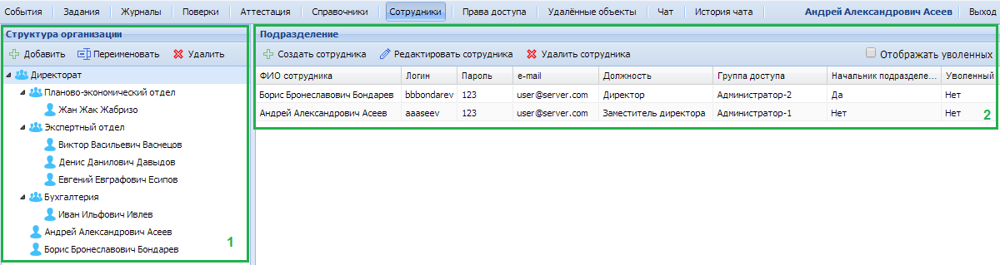 События Задания Журналы Поверки Аттестация Справочники Сотрудники Права доступа Удалённые объекты Чат История чата Андрей Александрович Асеев Выход
Структура организации
Добавить Переименовать Удалить
Директорат
Планово-экономический отдел
Жан Жак Жабризо
Экспертный отдел
Виктор Васильевич Васнецов
Денис Данилович Давыдов
Евгений Евграфович Есипов
Бухгалтерия
Иван Ильфович Ивлев
Андрей Александрович Асеев
Борис Бронеславович Бондарев
1
Подразделение
Создать сотрудника Редактировать сотрудника Удалить сотрудника Отображать уволенных
ФИО сотрудника Логин Пароль e-mail Должность Группа доступа Начальник подразделе... Уволенный
Борис Бронеславович Бондарев bbbondarev 123 user@server.com Директор Администратор-2 Да Нет
Андрей Александрович Асеев aaaseev 123 user@server.com Заместитель директора Администратор-1 Нет Нет
2